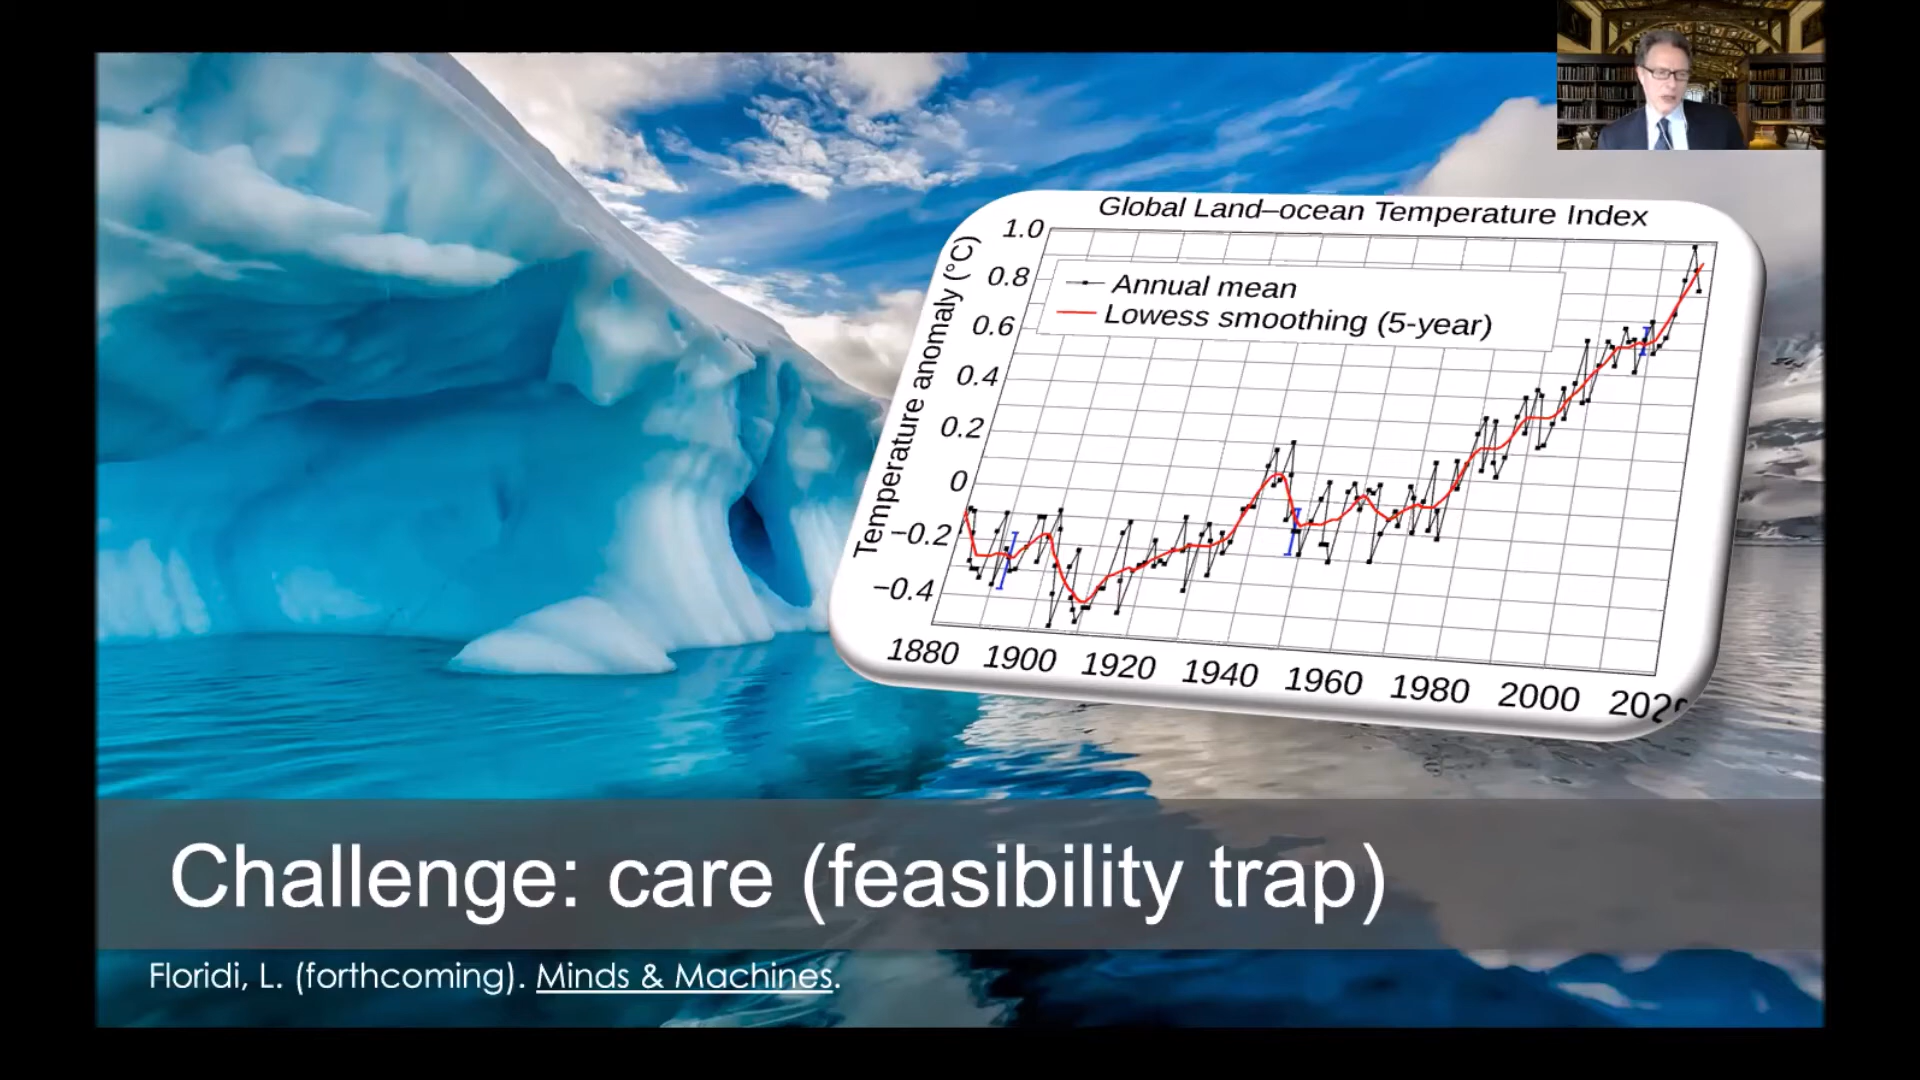 Global Land–ocean Temperature Index
Temperature anomaly (°C)
1.0
0.8
0.6
0.4
0.2
0
−0.2
−0.4
Annual mean
Lowess smoothing (5-year)
1880 1900 1920 1940 1960 1980 2000 2020
Challenge: care (feasibility trap)
Floridi, L. (forthcoming). Minds & Machines.